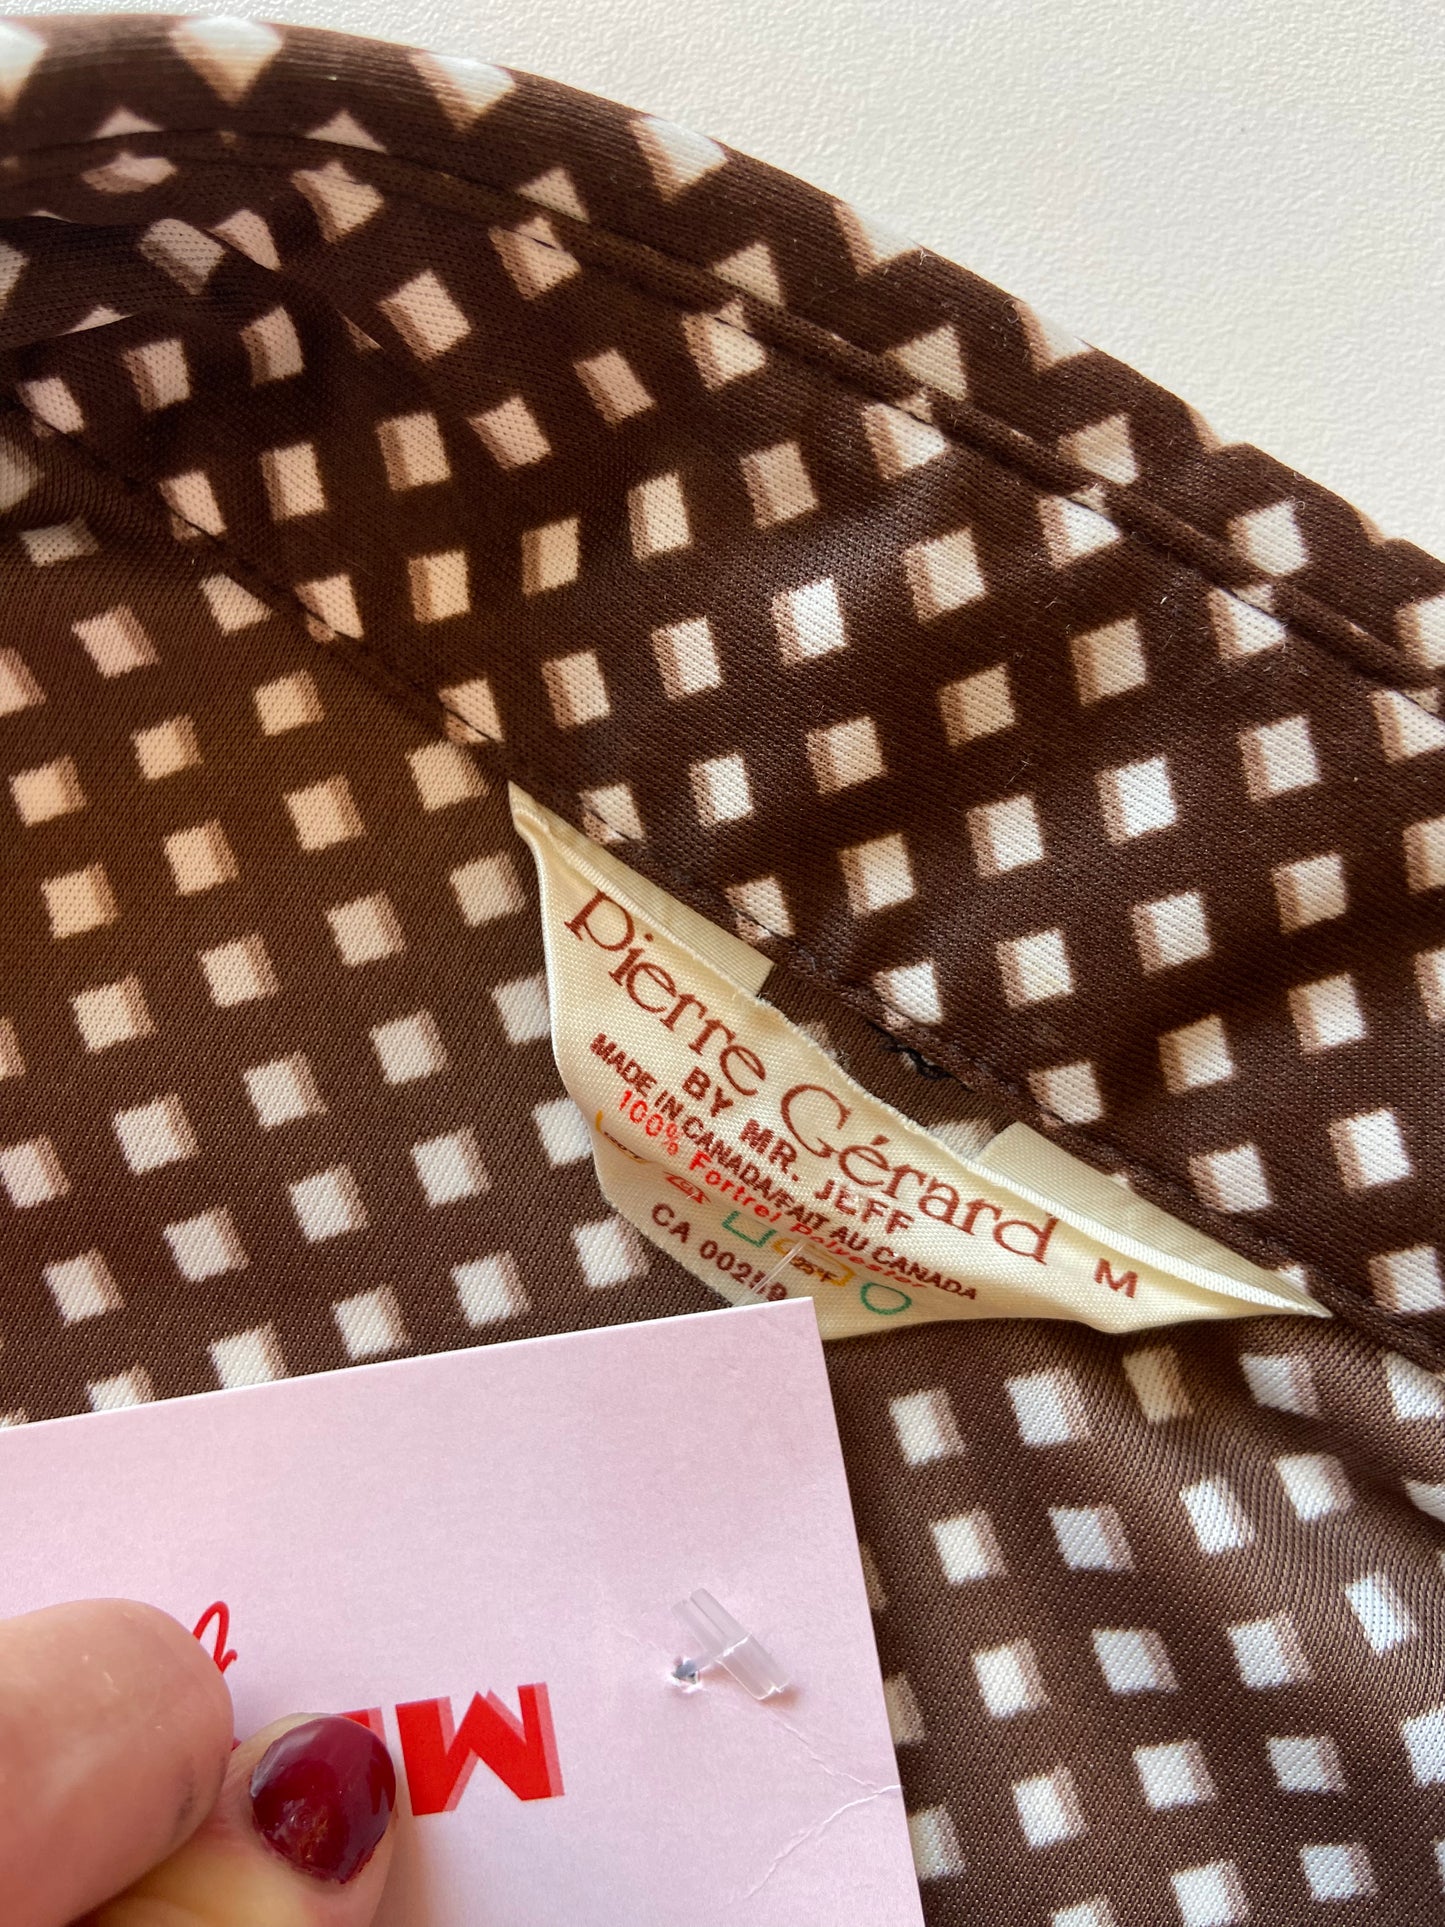 Pierre Gérard
BY MR. JEFF
M
MADE IN CANADA/FAIT AU CANADA
100% Fortrel Polyester
CA 002